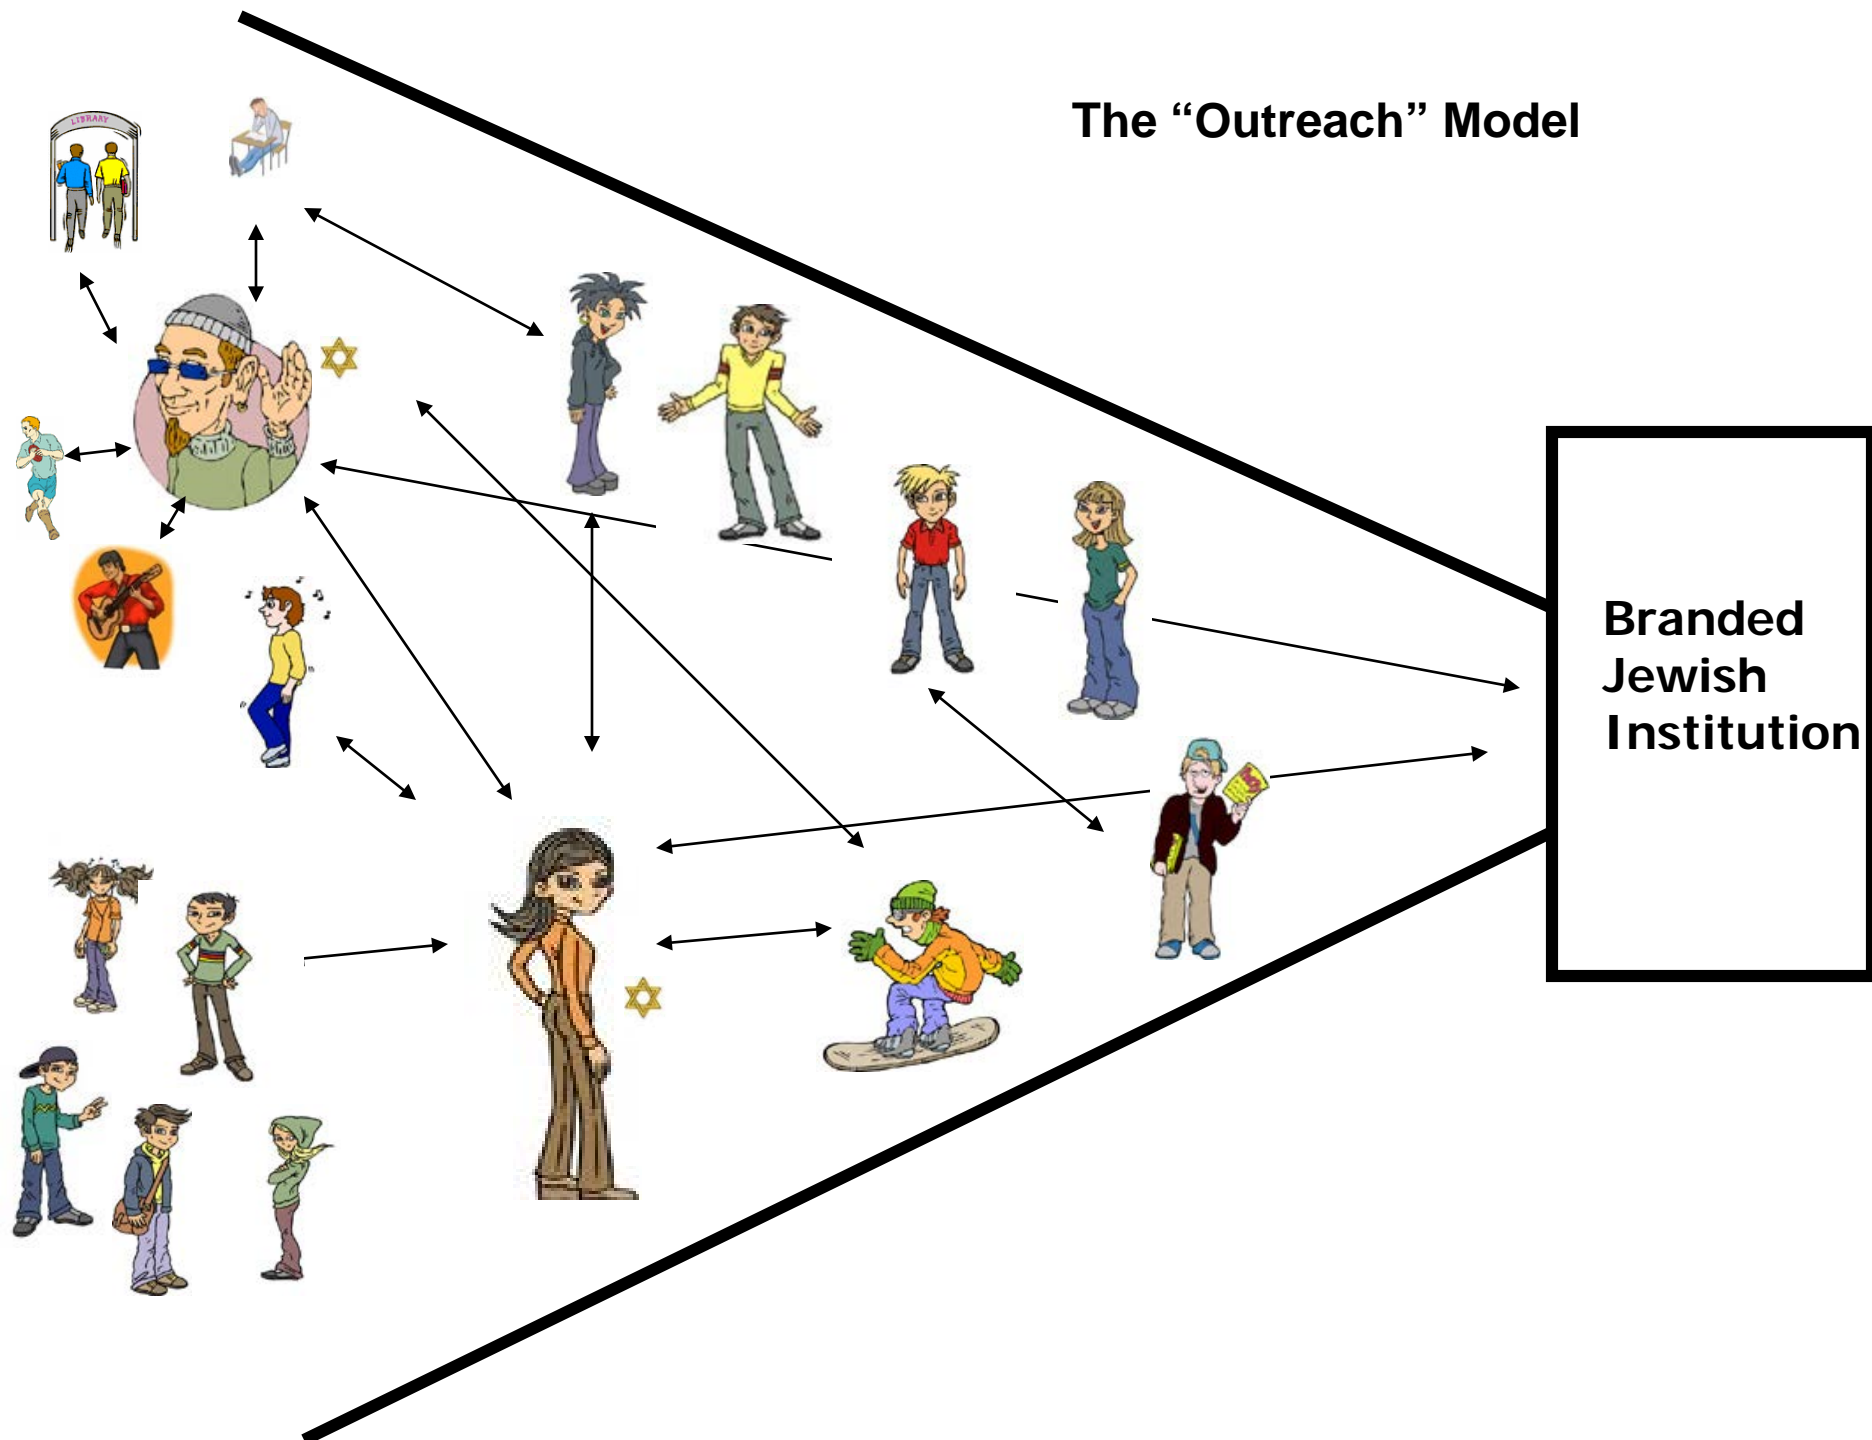 The “Outreach” Model
LIBRARY
Branded
Jewish
Institution